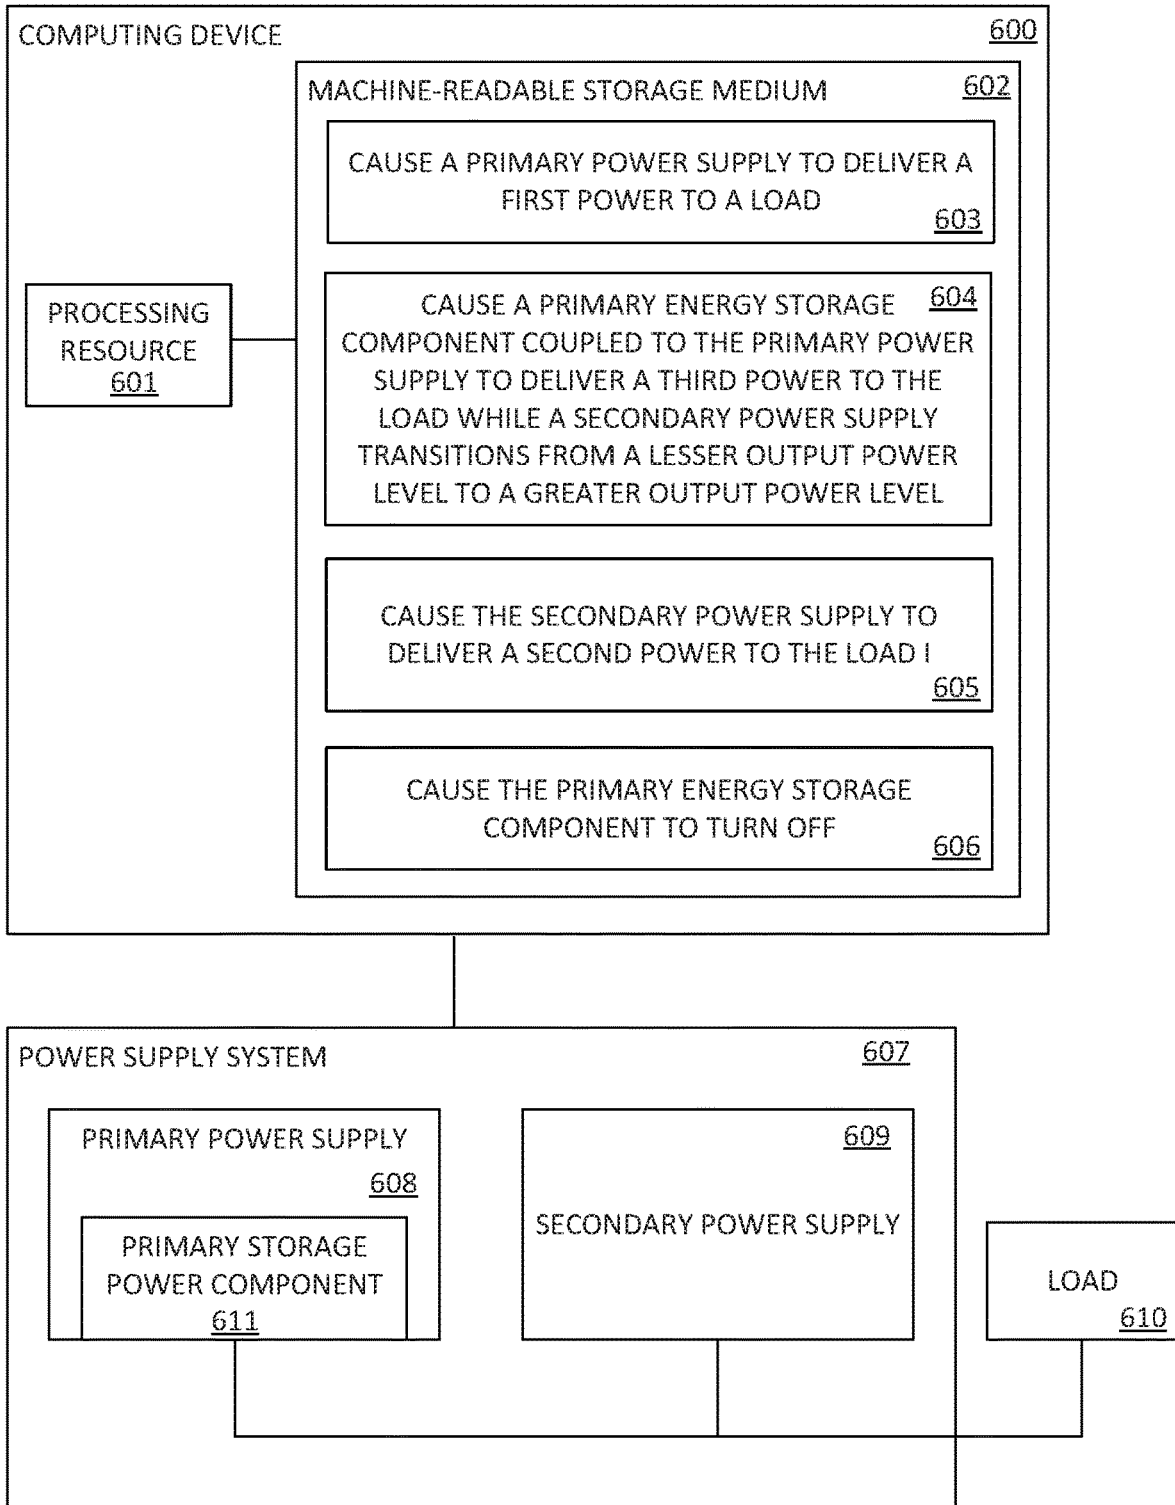 COMPUTING DEVICE
600
MACHINE-READABLE STORAGE MEDIUM
602
CAUSE A PRIMARY POWER SUPPLY TO DELIVER A
FIRST POWER TO A LOAD
603
PROCESSING
RESOURCE
601
604
CAUSE A PRIMARY ENERGY STORAGE
COMPONENT COUPLED TO THE PRIMARY POWER
SUPPLY TO DELIVER A THIRD POWER TO THE
LOAD WHILE A SECONDARY POWER SUPPLY
TRANSITIONS FROM A LESSER OUTPUT POWER
LEVEL TO A GREATER OUTPUT POWER LEVEL
CAUSE THE SECONDARY POWER SUPPLY TO
DELIVER A SECOND POWER TO THE LOAD I
605
CAUSE THE PRIMARY ENERGY STORAGE
COMPONENT TO TURN OFF
606
POWER SUPPLY SYSTEM
607
PRIMARY POWER SUPPLY
608
PRIMARY STORAGE
POWER COMPONENT
611
609
SECONDARY POWER SUPPLY
LOAD
610